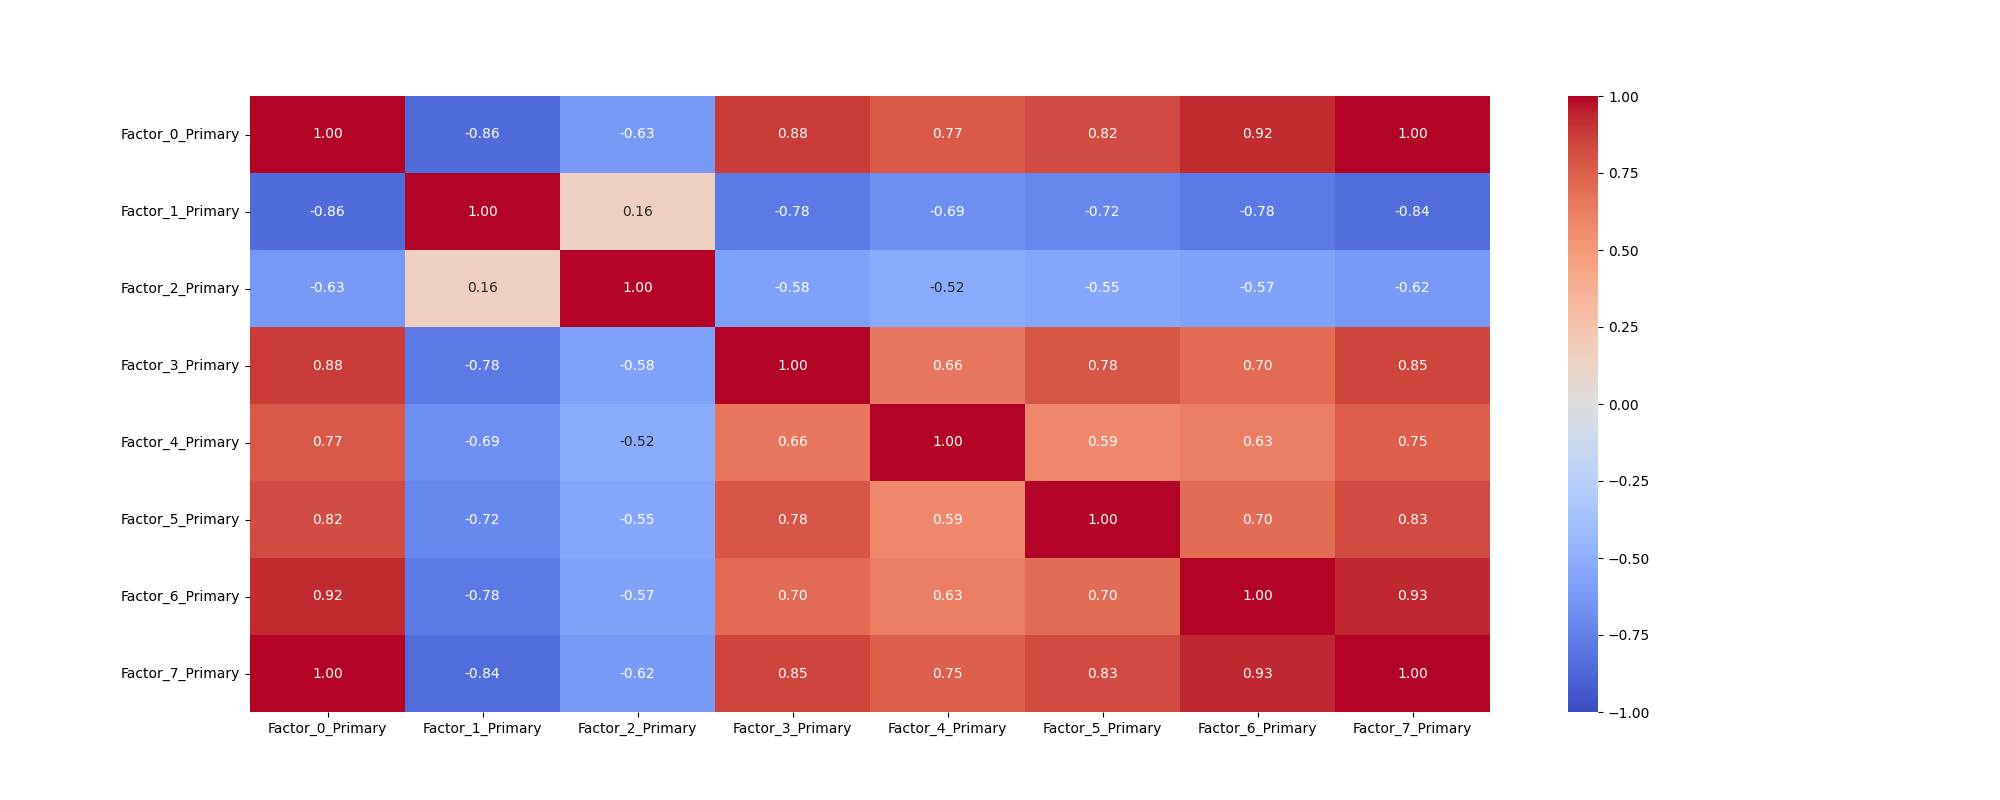 Factor_0_Primary 1.00 -0.86 -0.63 0.88 0.77 0.82 0.92 1.00
Factor_1_Primary -0.86 1.00 0.16 -0.78 -0.69 -0.72 -0.78 -0.84
Factor_2_Primary -0.63 0.16 1.00 -0.58 -0.52 -0.55 -0.57 -0.62
Factor_3_Primary 0.88 -0.78 -0.58 1.00 0.66 0.78 0.70 0.85
Factor_4_Primary 0.77 -0.69 -0.52 0.66 1.00 0.59 0.63 0.75
Factor_5_Primary 0.82 -0.72 -0.55 0.78 0.59 1.00 0.70 0.83
Factor_6_Primary 0.92 -0.78 -0.57 0.70 0.63 0.70 1.00 0.93
Factor_7_Primary 1.00 -0.84 -0.62 0.85 0.75 0.83 0.93 1.00
Factor_0_Primary Factor_1_Primary Factor_2_Primary Factor_3_Primary Factor_4_Primary Factor_5_Primary Factor_6_Primary Factor_7_Primary
1.00
0.75
0.50
0.25
0.00
−0.25
−0.50
−0.75
−1.00